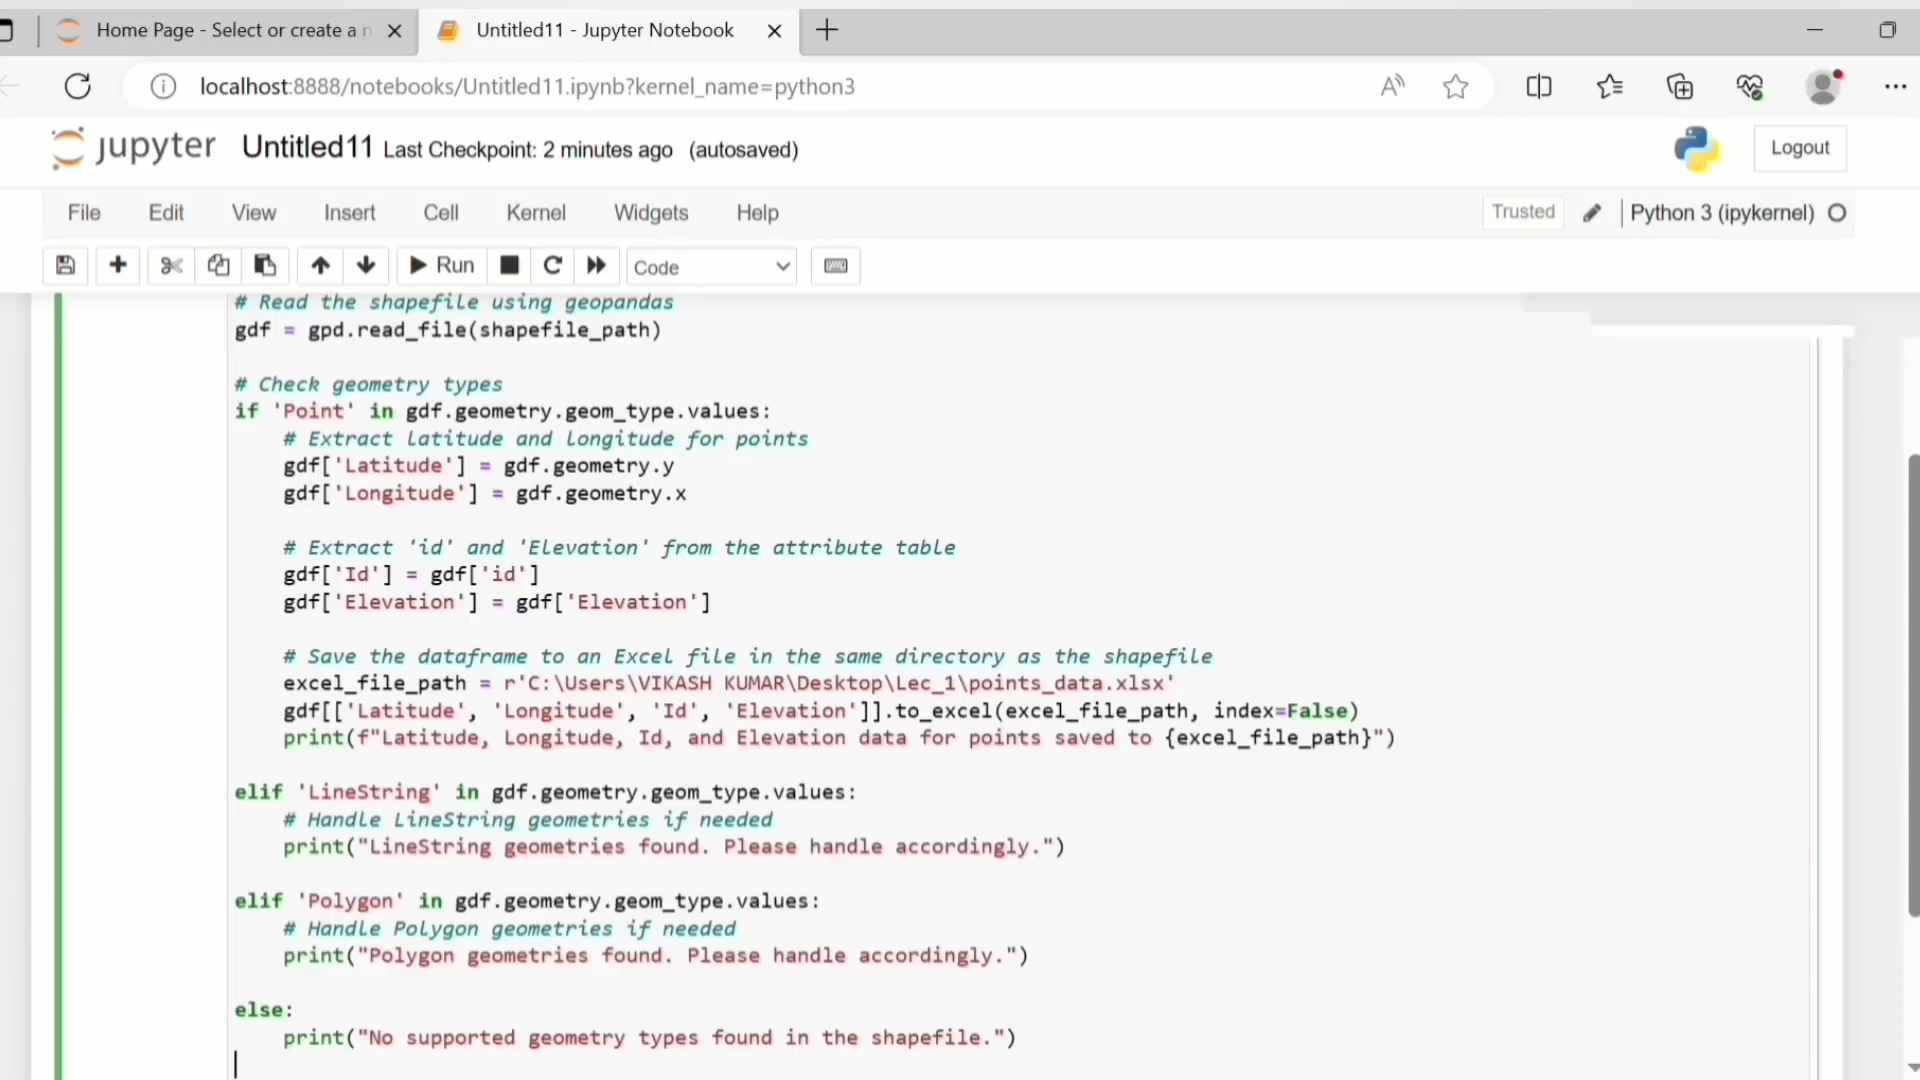 Home Page - Select or create a n
Untitled11 - Jupyter Notebook
localhost:8888/notebooks/Untitled11.ipynb?kernel_name=python3
jupyter Untitled11 Last Checkpoint: 2 minutes ago (autosaved)
Logout
File Edit View Insert Cell Kernel Widgets Help
Trusted
Python 3 (ipykernel)
Run
Code
# Read the shapefile using geopandas
gdf = gpd.read_file(shapefile_path)
# Check geometry types
if 'Point' in gdf.geometry.geom_type.values:
    # Extract latitude and longitude for points
    gdf['Latitude'] = gdf.geometry.y
    gdf['Longitude'] = gdf.geometry.x
    # Extract 'id' and 'Elevation' from the attribute table
    gdf['Id'] = gdf['id']
    gdf['Elevation'] = gdf['Elevation']
    # Save the dataframe to an Excel file in the same directory as the shapefile
    excel_file_path = r'C:\Users\VIKASH KUMAR\Desktop\Lec_1\points_data.xlsx'
    gdf[['Latitude', 'Longitude', 'Id', 'Elevation']].to_excel(excel_file_path, index=False)
    print(f"Latitude, Longitude, Id, and Elevation data for points saved to {excel_file_path}")
elif 'LineString' in gdf.geometry.geom_type.values:
    # Handle LineString geometries if needed
    print("LineString geometries found. Please handle accordingly.")
elif 'Polygon' in gdf.geometry.geom_type.values:
    # Handle Polygon geometries if needed
    print("Polygon geometries found. Please handle accordingly.")
else:
    print("No supported geometry types found in the shapefile.")